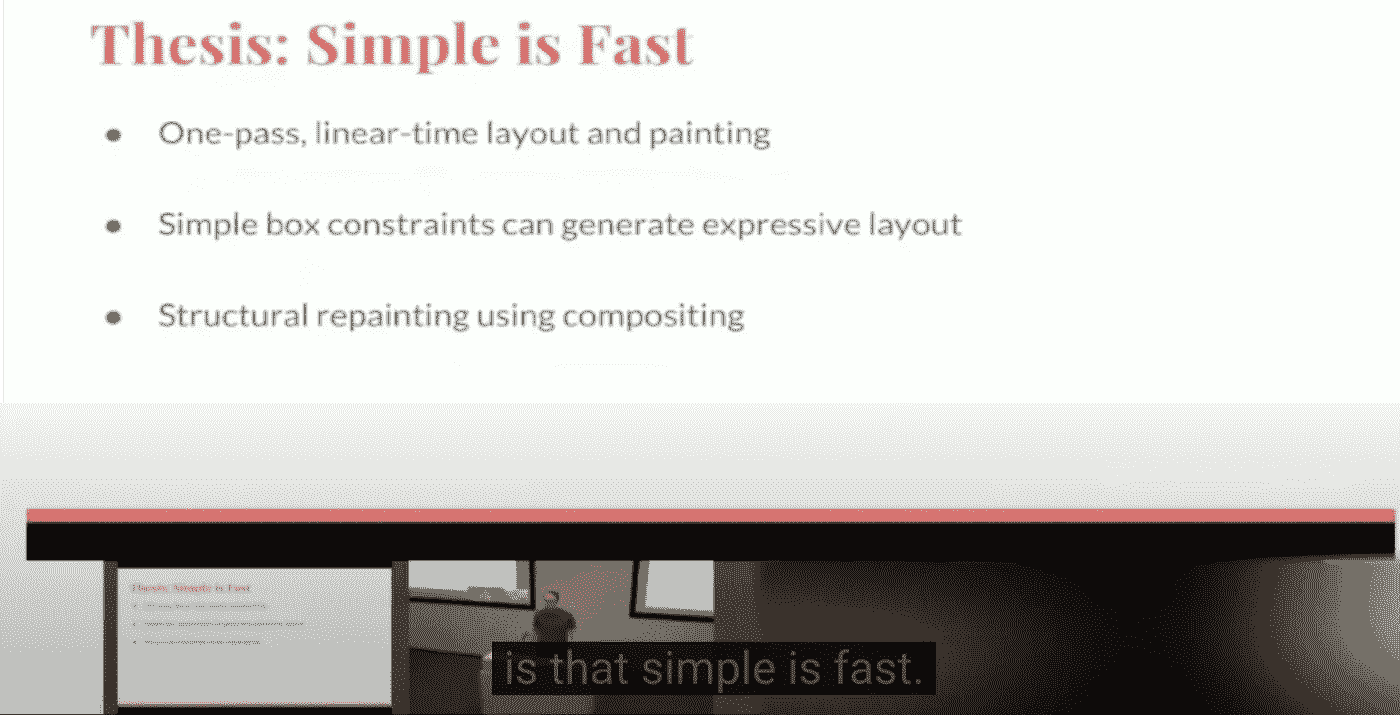 Thesis: Simple is Fast
● One-pass, linear-time layout and painting
● Simple box constraints can generate expressive layout
● Structural repainting using compositing
Thesis: Simple is Fast
is that simple is fast.